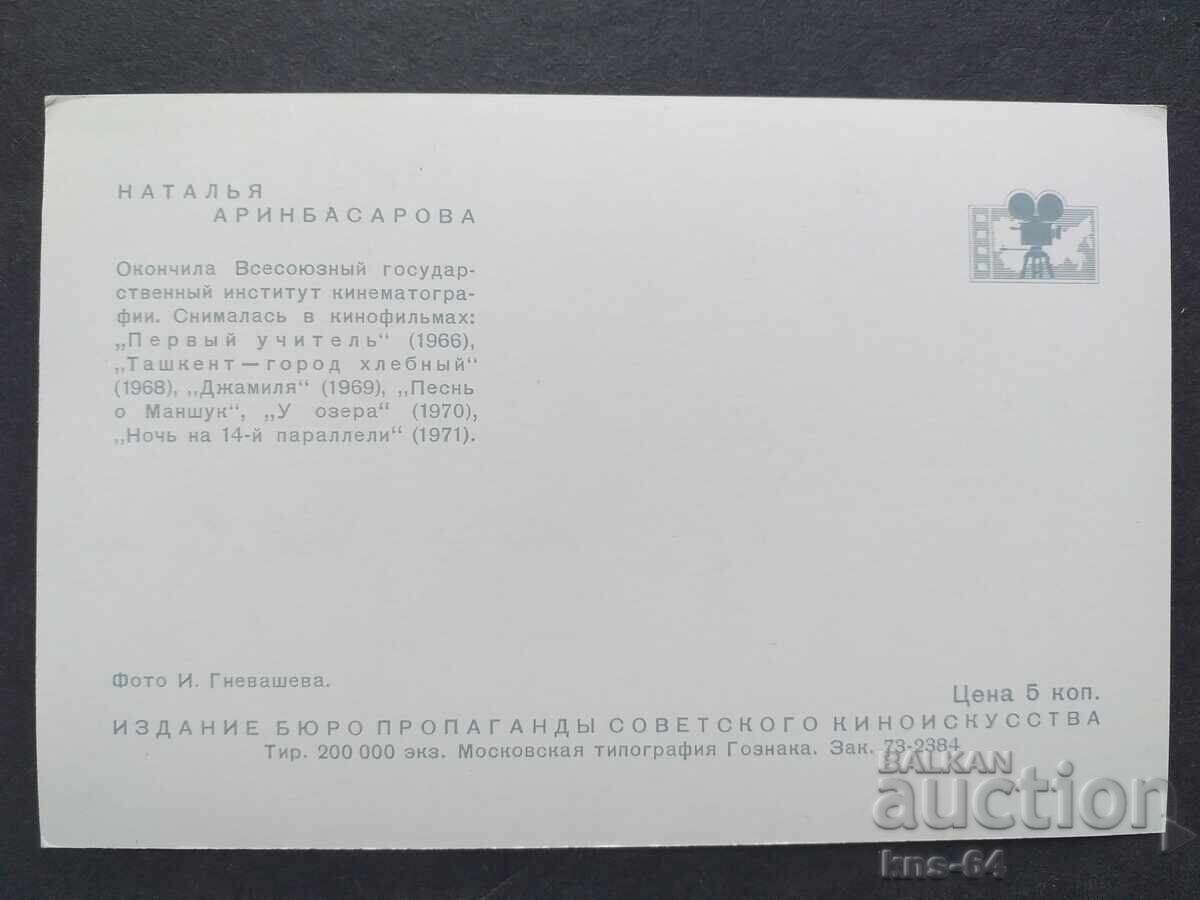 НАТАЛЬЯ
АРИНБАСАРОВА
Окончила Всесоюзный государ-
ственный институт кинематогра-
фии. Снималась в кинофильмах:
„Первый учитель“ (1966),
„Ташкент — город хлебный“
(1968), „Джамиля“ (1969), „Песнь
о Маншук“, „У озера“ (1970),
„Ночь на 14-й параллели“ (1971).
Фото И. Гневашева.
Цена 5 коп.
ИЗДАНИЕ БЮРО ПРОПАГАНДЫ СОВЕТСКОГО КИНОИСКУССТВА
Тир. 200 000 экз. Московская типография Гознака. Зак. 73-2384
BALKAN
auction
kns-64